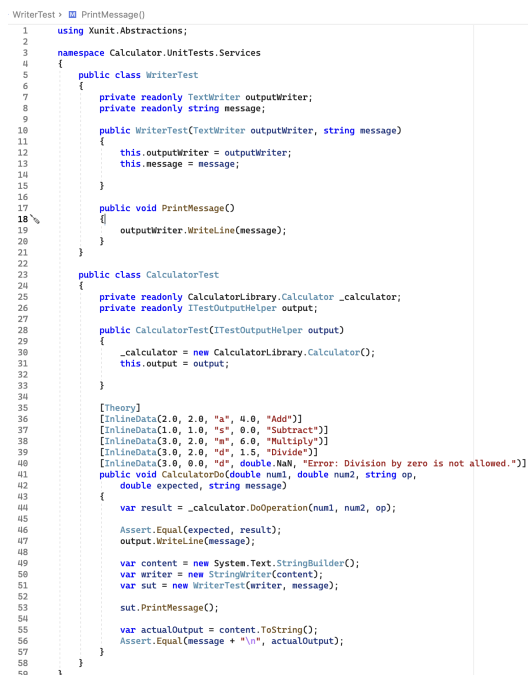 WriterTest > M PrintMessage()
1 using Xunit.Abstractions;
2
3 namespace Calculator.UnitTests.Services
4 {
5 public class WriterTest
6 {
7 private readonly TextWriter outputWriter;
8 private readonly string message;
9
10 public WriterTest(TextWriter outputWriter, string message)
11 {
12 this.outputWriter = outputWriter;
13 this.message = message;
14
15 }
16
17 public void PrintMessage()
18 {
19 outputWriter.WriteLine(message);
20 }
21 }
22
23 public class CalculatorTest
24 {
25 private readonly CalculatorLibrary.Calculator _calculator;
26 private readonly ITestOutputHelper output;
27
28 public CalculatorTest(ITestOutputHelper output)
29 {
30 _calculator = new CalculatorLibrary.Calculator();
31 this.output = output;
32
33 }
34
35 [Theory]
36 [InlineData(2.0, 2.0, "a", 4.0, "Add")]
37 [InlineData(1.0, 1.0, "s", 0.0, "Subtract")]
38 [InlineData(3.0, 2.0, "m", 6.0, "Multiply")]
39 [InlineData(3.0, 2.0, "d", 1.5, "Divide")]
40 [InlineData(3.0, 0.0, "d", double.NaN, "Error: Division by zero is not allowed.")]
41 public void CalculatorDo(double num1, double num2, string op,
42 double expected, string message)
43 {
44 var result = _calculator.DoOperation(num1, num2, op);
45
46 Assert.Equal(expected, result);
47 output.WriteLine(message);
48
49 var content = new System.Text.StringBuilder();
50 var writer = new StringWriter(content);
51 var sut = new WriterTest(writer, message);
52
53 sut.PrintMessage();
54
55 var actualOutput = content.ToString();
56 Assert.Equal(message + "\n", actualOutput);
57 }
58 }
59 }